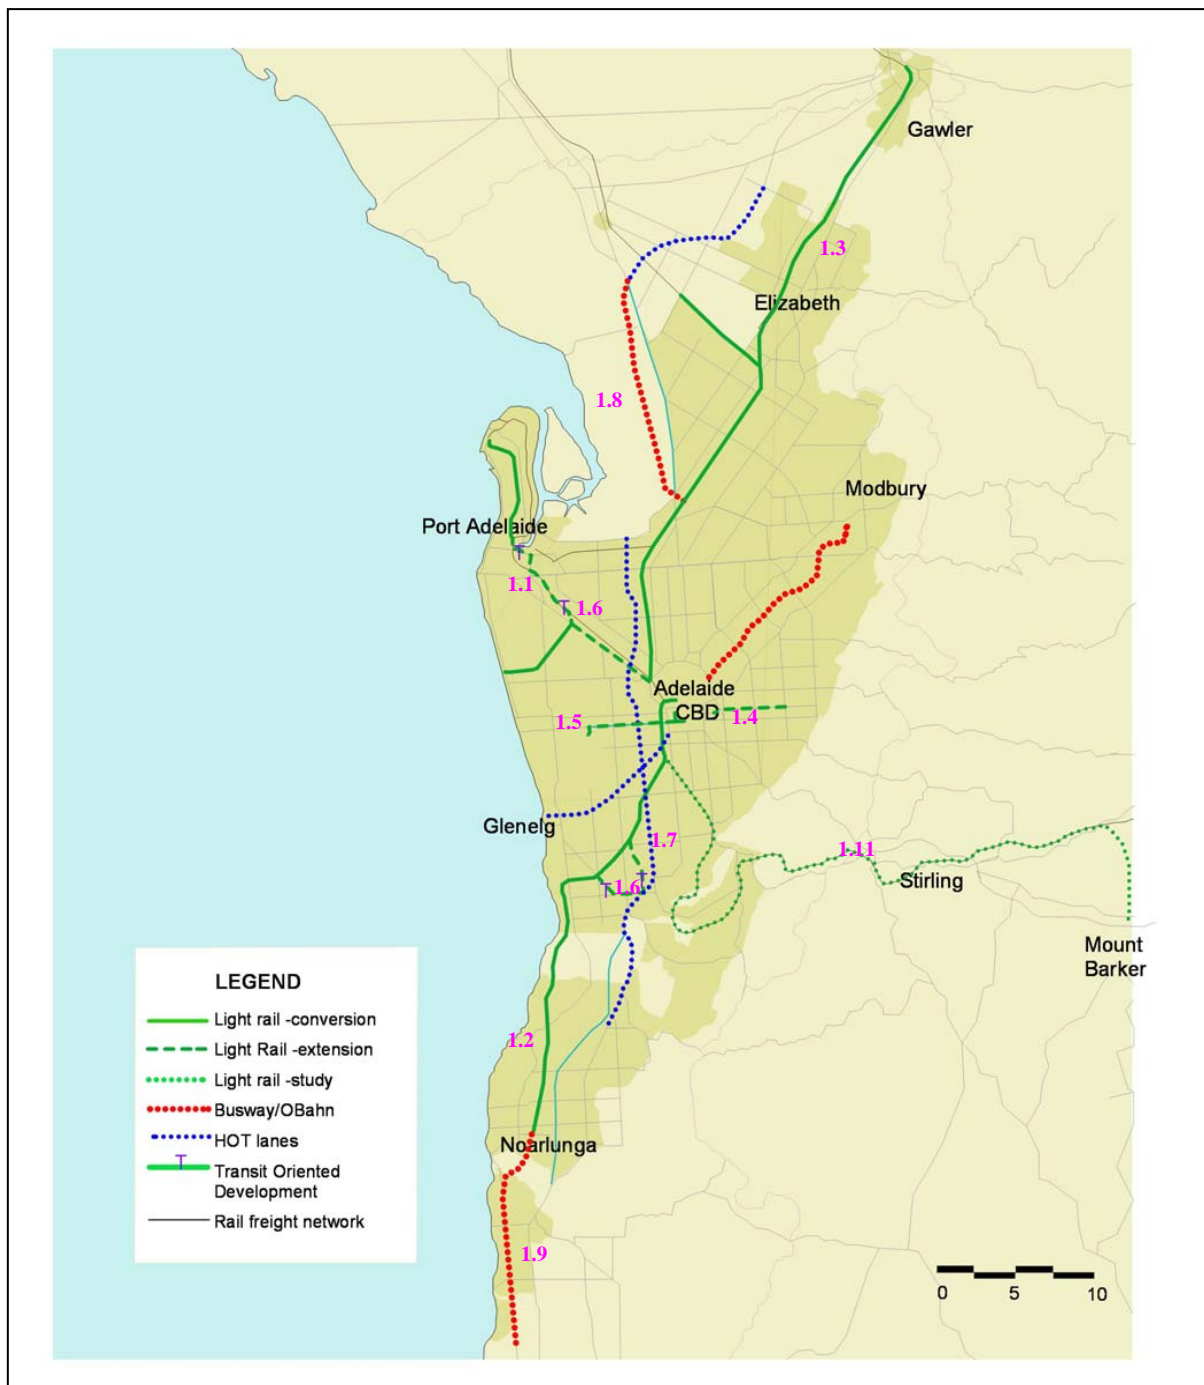 Gawler
1.3
Elizabeth
1.8
Modbury
Port Adelaide
1.1
1.6
Adelaide
CBD
1.5
1.4
Glenelg
1.7
1.11
Stirling
1.6
Mount
Barker
LEGEND
Light rail -conversion
Light Rail -extension
Light rail -study
Busway/OBahn
HOT lanes
T
Transit Oriented
Development
Rail freight network
1.2
Noarlunga
1.9
0 5 10